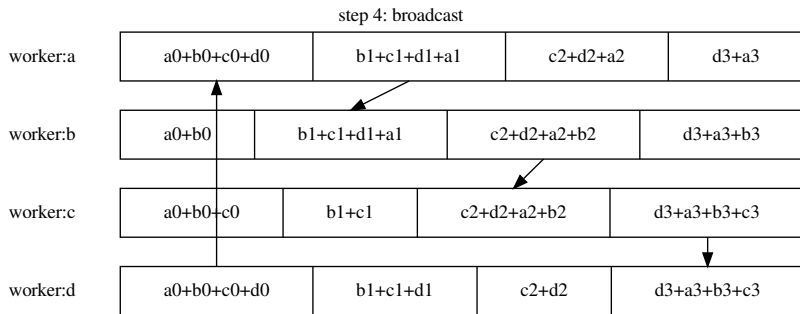 step 4: broadcast
worker:a a0+b0+c0+d0 b1+c1+d1+a1 c2+d2+a2 d3+a3
worker:b a0+b0 b1+c1+d1+a1 c2+d2+a2+b2 d3+a3+b3
worker:c a0+b0+c0 b1+c1 c2+d2+a2+b2 d3+a3+b3+c3
worker:d a0+b0+c0+d0 b1+c1+d1 c2+d2 d3+a3+b3+c3